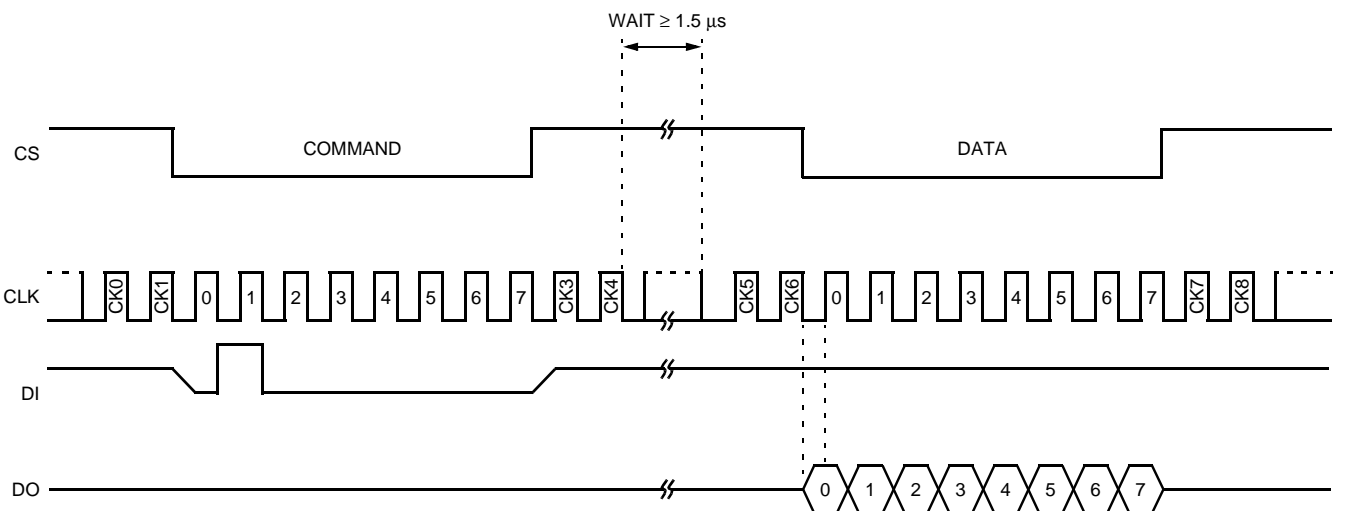 WAIT ≥ 1.5 μs
CS COMMAND DATA
CLK CK0 CK1 0 1 2 3 4 5 6 7 CK3 CK4 CK5 CK6 0 1 2 3 4 5 6 7 CK7 CK8
DI
DO 0 1 2 3 4 5 6 7